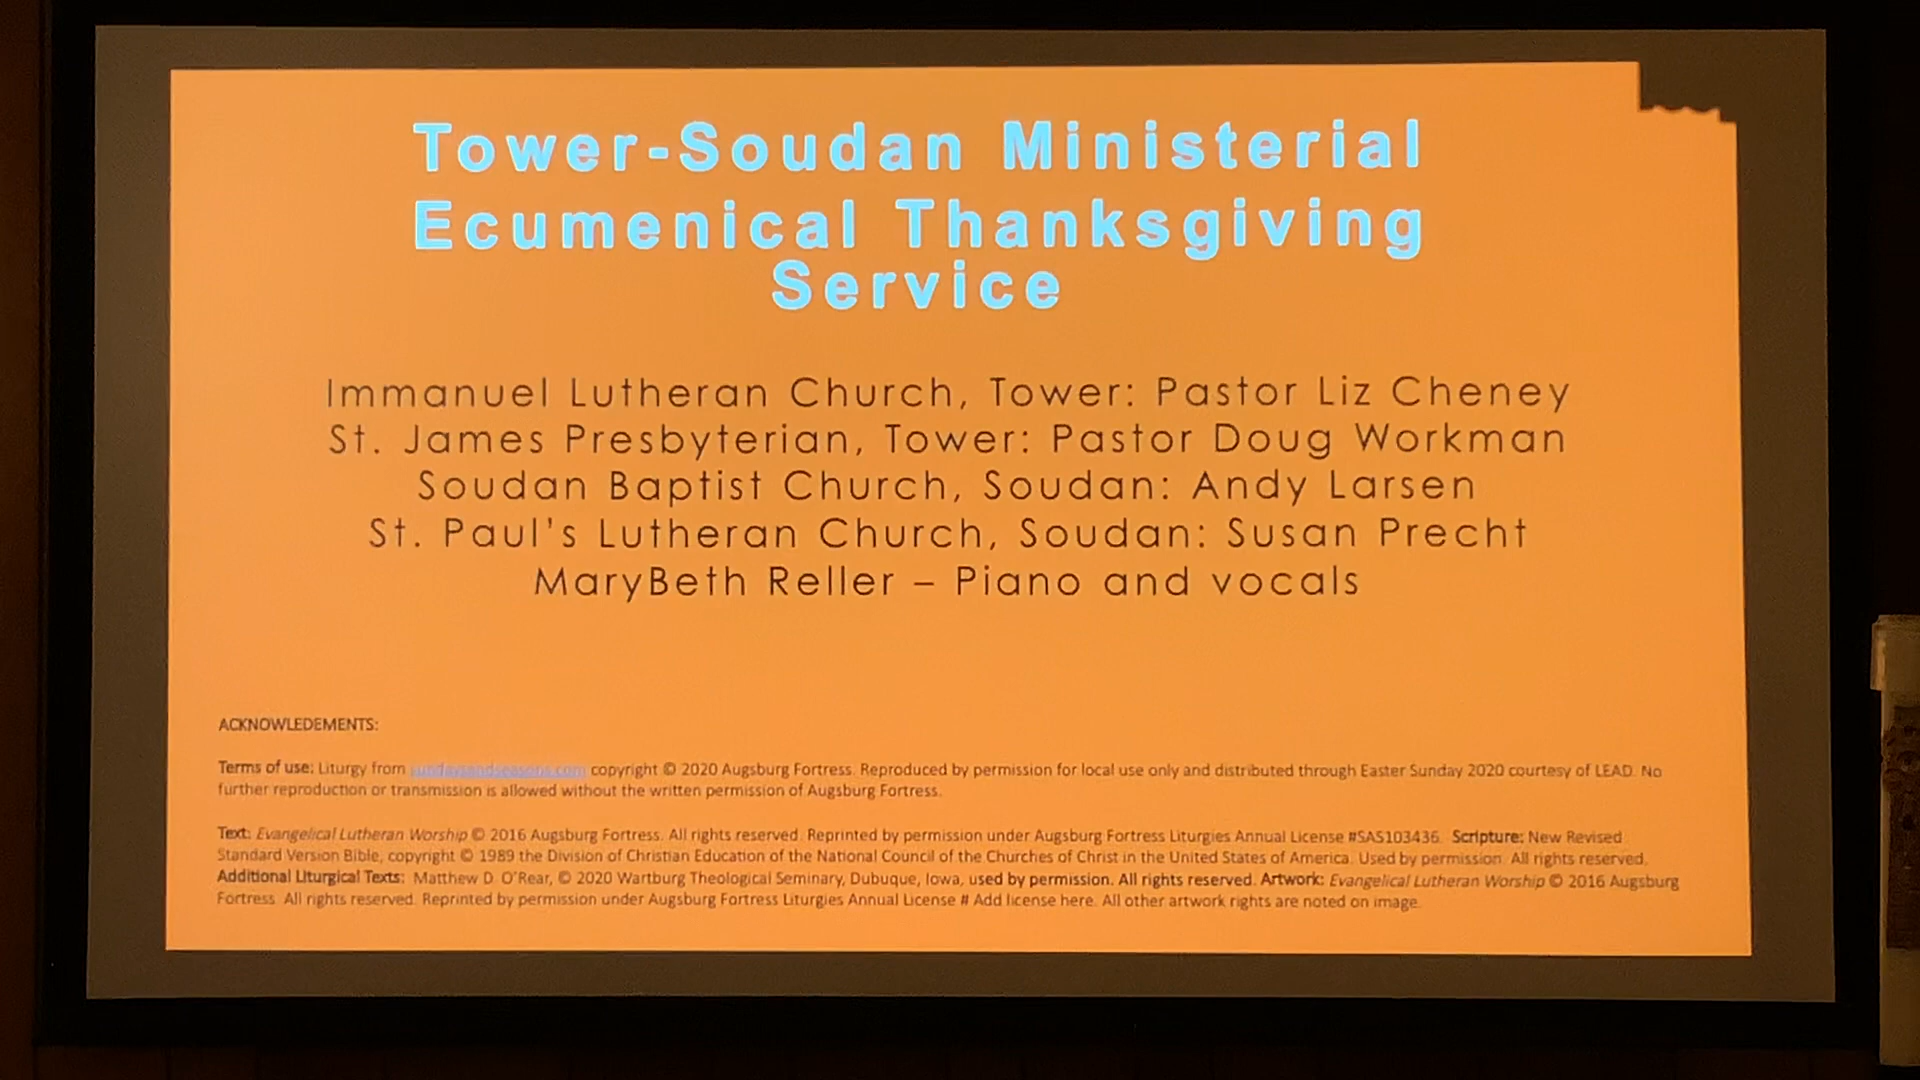 Tower-Soudan Ministerial
Ecumenical Thanksgiving
Service
Immanuel Lutheran Church, Tower: Pastor Liz Cheney
St. James Presbyterian, Tower: Pastor Doug Workman
Soudan Baptist Church, Soudan: Andy Larsen
St. Paul's Lutheran Church, Soudan: Susan Precht
MaryBeth Reller – Piano and vocals
ACKNOWLEDEMENTS:
Terms of use: Liturgy from sundaysandseasons.com copyright © 2020 Augsburg Fortress. Reproduced by permission for local use only and distributed through Easter Sunday 2020 courtesy of LEAD. No
further reproduction or transmission is allowed without the written permission of Augsburg Fortress.
Text: Evangelical Lutheran Worship © 2016 Augsburg Fortress. All rights reserved. Reprinted by permission under Augsburg Fortress Liturgies Annual License #SAS103436. Scripture: New Revised
Standard Version Bible, copyright © 1989 the Division of Christian Education of the National Council of the Churches of Christ in the United States of America. Used by permission. All rights reserved.
Additional Liturgical Texts: Matthew D. O'Rear, © 2020 Wartburg Theological Seminary, Dubuque, Iowa, used by permission. All rights reserved. Artwork: Evangelical Lutheran Worship © 2016 Augsburg
Fortress. All rights reserved. Reprinted by permission under Augsburg Fortress Liturgies Annual License # Add license here. All other artwork rights are noted on image.